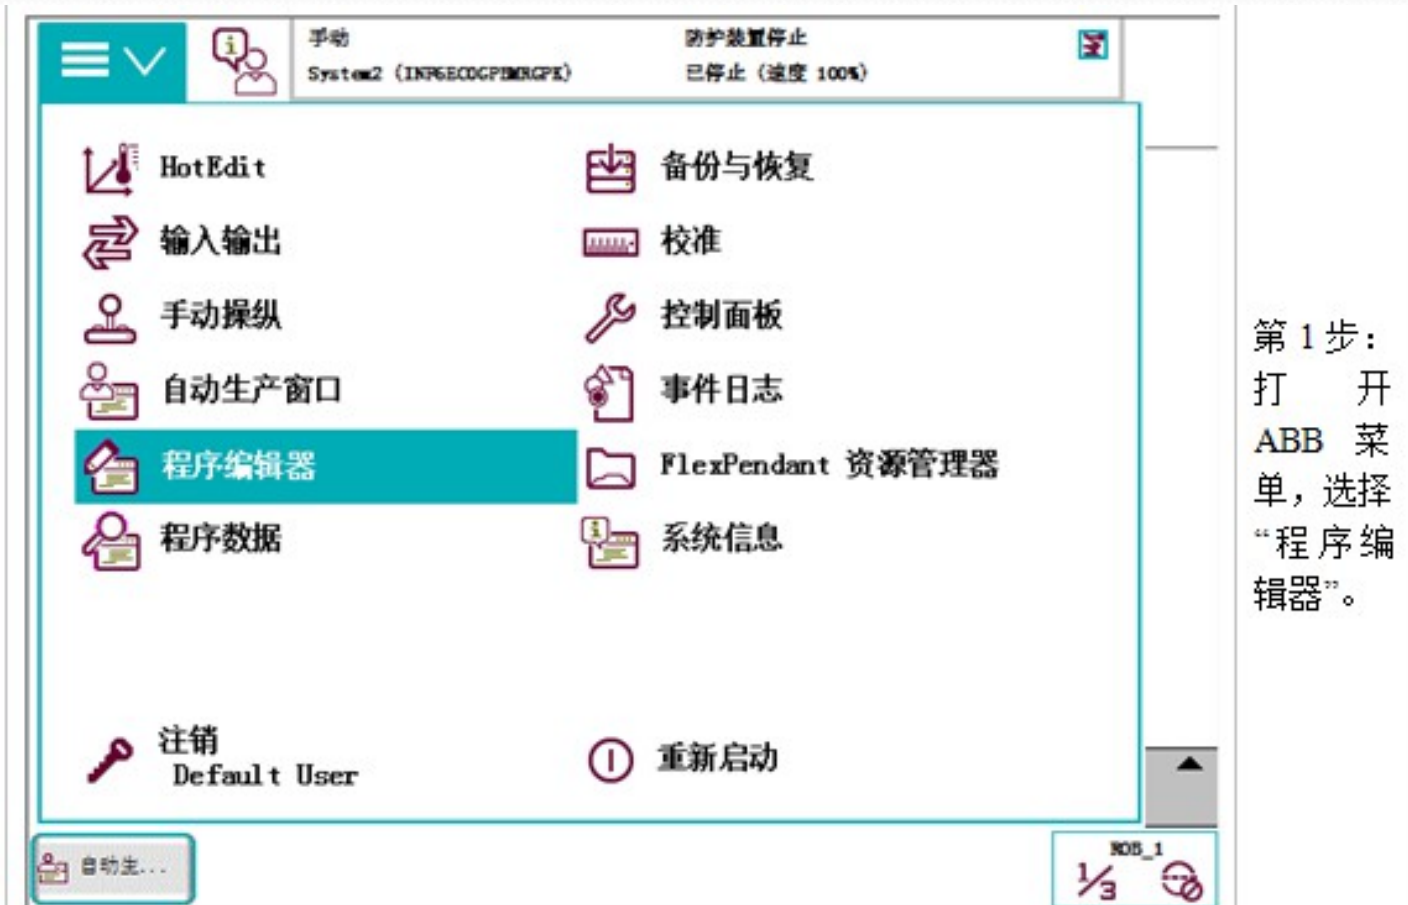 手动
防护装置停止
System2 (INP6ECOGPBMRGPK)
已停止 (速度 100%)
HotEdit
备份与恢复
输入输出
校准
手动操纵
控制面板
自动生产窗口
事件日志
程序编辑器
FlexPendant 资源管理器
程序数据
系统信息
注销
Default User
重新启动
自动生...
ROB_1
1/3
第 1 步：
打 开
ABB 菜
单，选择
“程序编
辑器”。